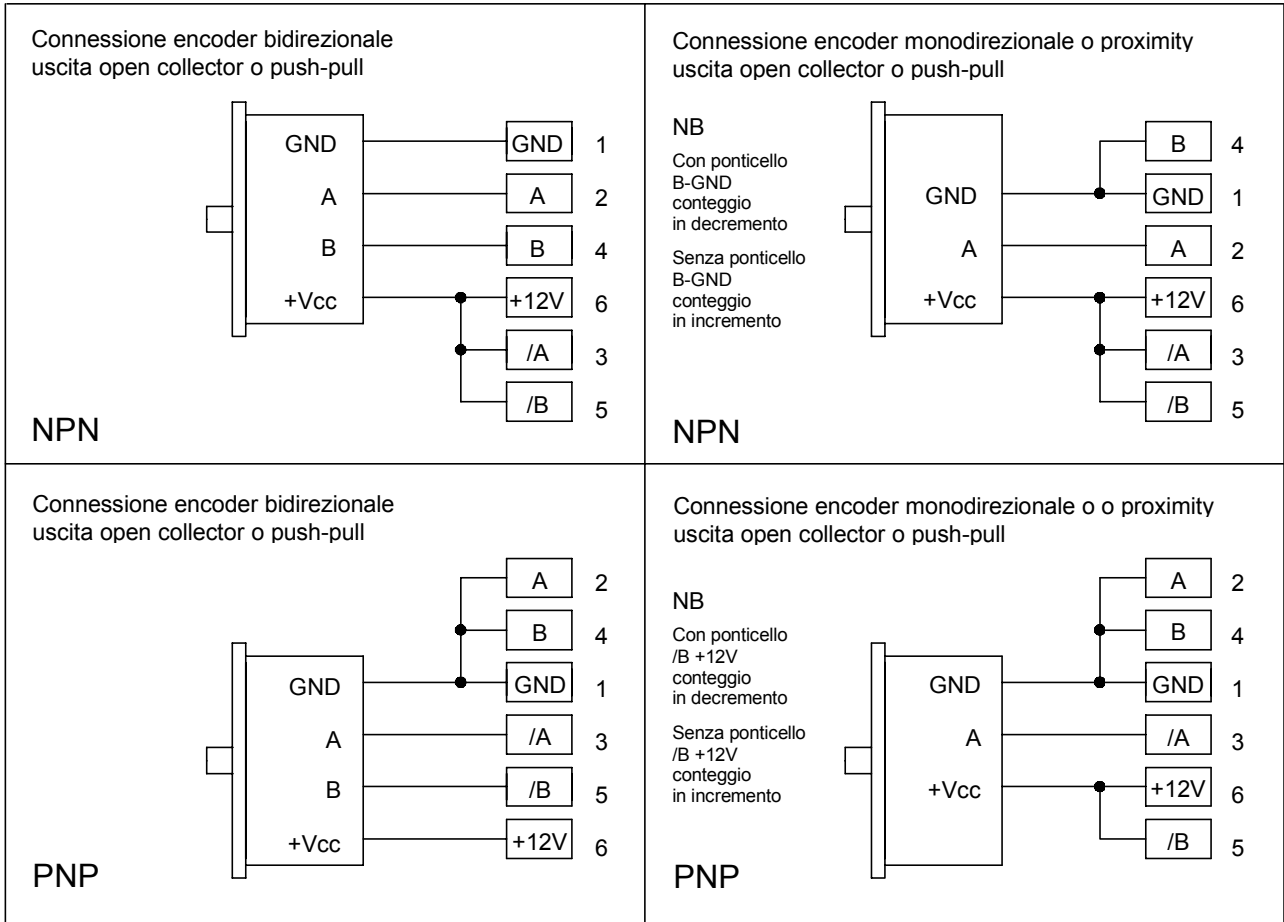 Connessione encoder bidirezionale
uscita open collector o push-pull
GND GND 1
A A 2
B B 4
+Vcc +12V 6
/A 3
/B 5
NPN
Connessione encoder monodirezionale o proximity
uscita open collector o push-pull
NB
Con ponticello
B-GND
conteggio
in decremento
Senza ponticello
B-GND
conteggio
in incremento
B 4
GND GND 1
A A 2
+Vcc +12V 6
/A 3
/B 5
NPN
Connessione encoder bidirezionale
uscita open collector o push-pull
A 2
B 4
GND GND 1
A /A 3
B /B 5
+Vcc +12V 6
PNP
Connessione encoder monodirezionale o o proximity
uscita open collector o push-pull
NB
Con ponticello
/B +12V
conteggio
in decremento
Senza ponticello
/B +12V
conteggio
in incremento
A 2
B 4
GND GND 1
A /A 3
+Vcc +12V 6
/B 5
PNP